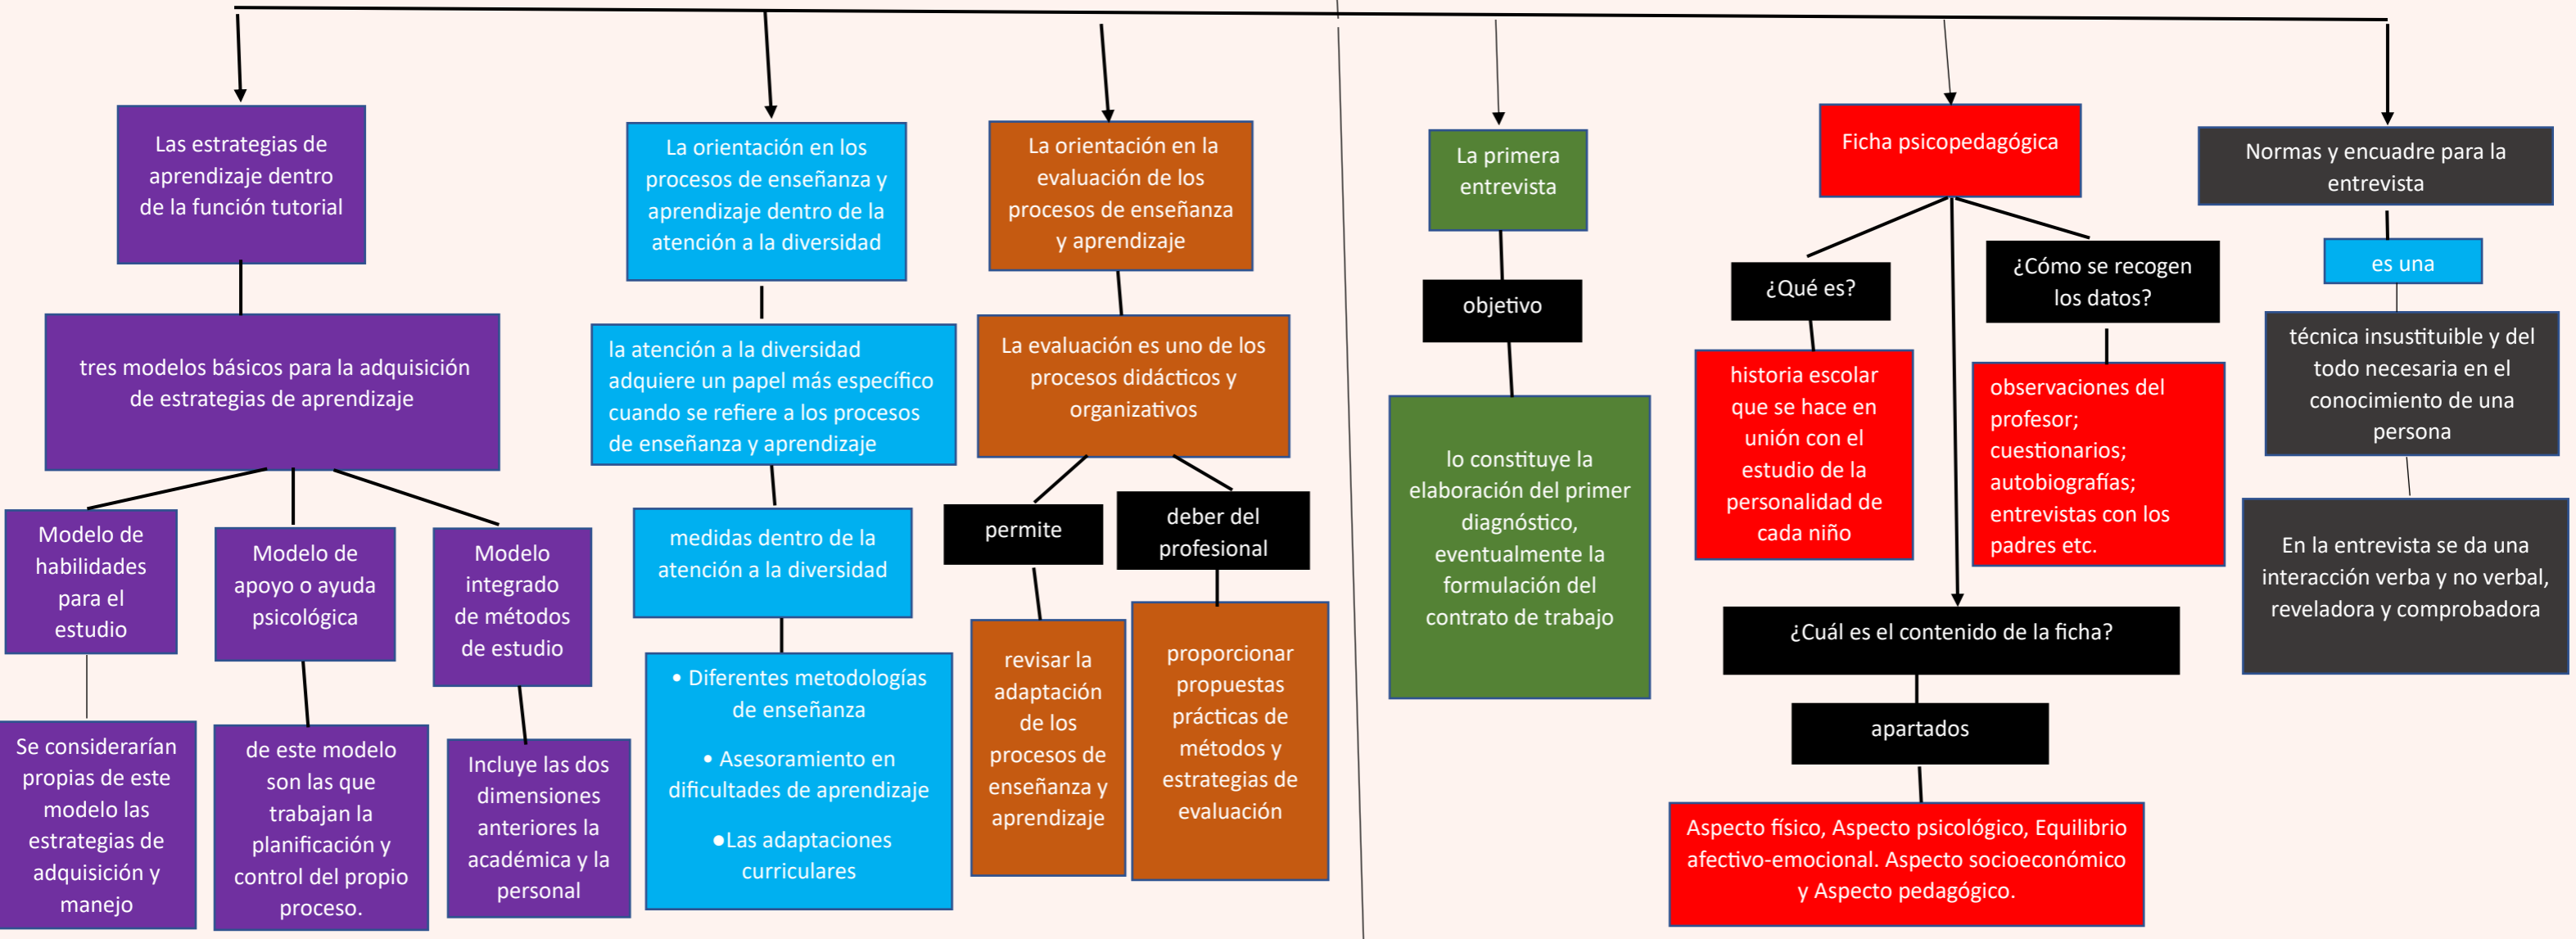 Las estrategias de
aprendizaje dentro
de la función tutorial
tres modelos básicos para la adquisición
de estrategias de aprendizaje
Modelo de
habilidades
para el
estudio
Se considerarían
propias de este
modelo las
estrategias de
adquisición y
manejo
Modelo de
apoyo o ayuda
psicológica
de este modelo
son las que
trabajan la
planificación y
control del propio
proceso.
Modelo
integrado
de métodos
de estudio
Incluye las dos
dimensiones
anteriores la
académica y la
personal
La orientación en los
procesos de enseñanza y
aprendizaje dentro de la
atención a la diversidad
la atención a la diversidad
adquiere un papel más específico
cuando se refiere a los procesos
de enseñanza y aprendizaje
medidas dentro de la
atención a la diversidad
• Diferentes metodologías
de enseñanza
• Asesoramiento en
dificultades de aprendizaje
●Las adaptaciones
curriculares
La orientación en la
evaluación de los
procesos de enseñanza
y aprendizaje
La evaluación es uno de los
procesos didácticos y
organizativos
permite
revisar la
adaptación
de los
procesos de
enseñanza y
aprendizaje
deber del
profesional
proporcionar
propuestas
prácticas de
métodos y
estrategias de
evaluación
La primera
entrevista
objetivo
lo constituye la
elaboración del primer
diagnóstico,
eventualmente la
formulación del
contrato de trabajo
Ficha psicopedagógica
¿Qué es?
historia escolar
que se hace en
unión con el
estudio de la
personalidad de
cada niño
¿Cómo se recogen
los datos?
observaciones del
profesor;
cuestionarios;
autobiografías;
entrevistas con los
padres etc.
¿Cuál es el contenido de la ficha?
apartados
Aspecto físico, Aspecto psicológico, Equilibrio
afectivo-emocional. Aspecto socioeconómico
y Aspecto pedagógico.
Normas y encuadre para la
entrevista
es una
técnica insustituible y del
todo necesaria en el
conocimiento de una
persona
En la entrevista se da una
interacción verba y no verbal,
reveladora y comprobadora